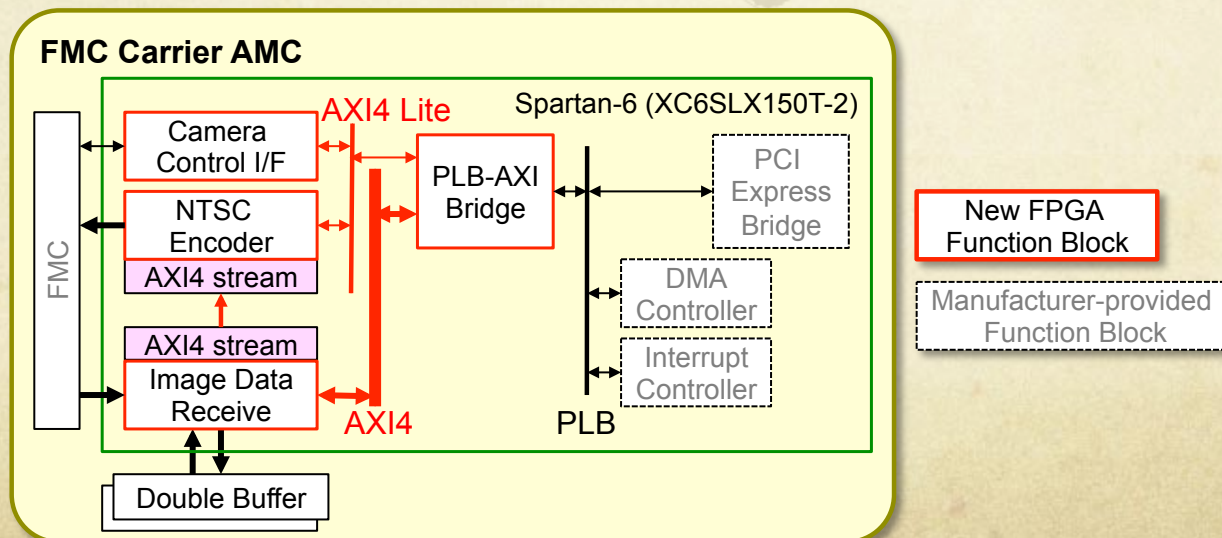 FMC Carrier AMC
Spartan-6 (XC6SLX150T-2)
AXI4 Lite
FMC
Camera
Control I/F
NTSC
Encoder
AXI4 stream
AXI4 stream
Image Data
Receive
AXI4
Double Buffer
PLB-AXI
Bridge
PLB
PCI
Express
Bridge
DMA
Controller
Interrupt
Controller
New FPGA
Function Block
Manufacturer-provided
Function Block